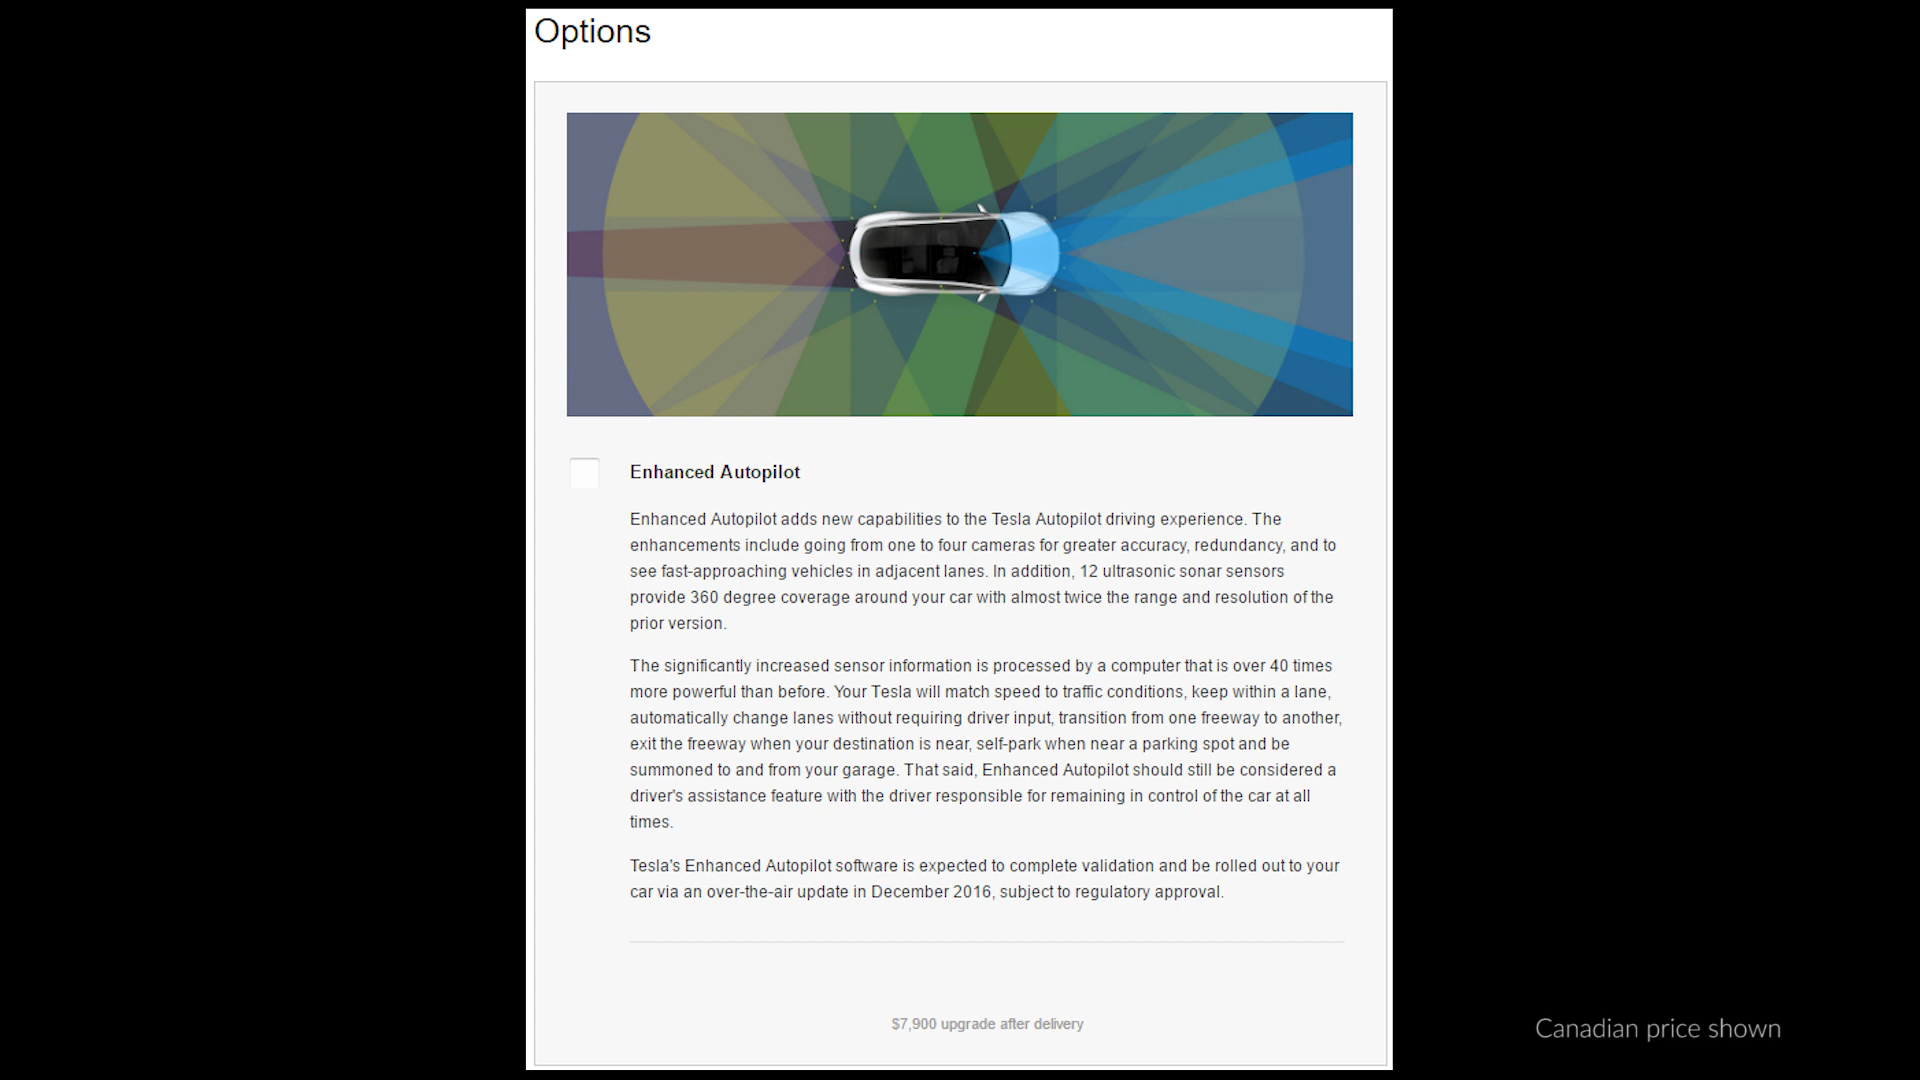 Options
Enhanced Autopilot
Enhanced Autopilot adds new capabilities to the Tesla Autopilot driving experience. The
enhancements include going from one to four cameras for greater accuracy, redundancy, and to
see fast-approaching vehicles in adjacent lanes. In addition, 12 ultrasonic sonar sensors
provide 360 degree coverage around your car with almost twice the range and resolution of the
prior version.
The significantly increased sensor information is processed by a computer that is over 40 times
more powerful than before. Your Tesla will match speed to traffic conditions, keep within a lane,
automatically change lanes without requiring driver input, transition from one freeway to another,
exit the freeway when your destination is near, self-park when near a parking spot and be
summoned to and from your garage. That said, Enhanced Autopilot should still be considered a
driver's assistance feature with the driver responsible for remaining in control of the car at all
times.
Tesla's Enhanced Autopilot software is expected to complete validation and be rolled out to your
car via an over-the-air update in December 2016, subject to regulatory approval.
$7,900 upgrade after delivery
Canadian price shown